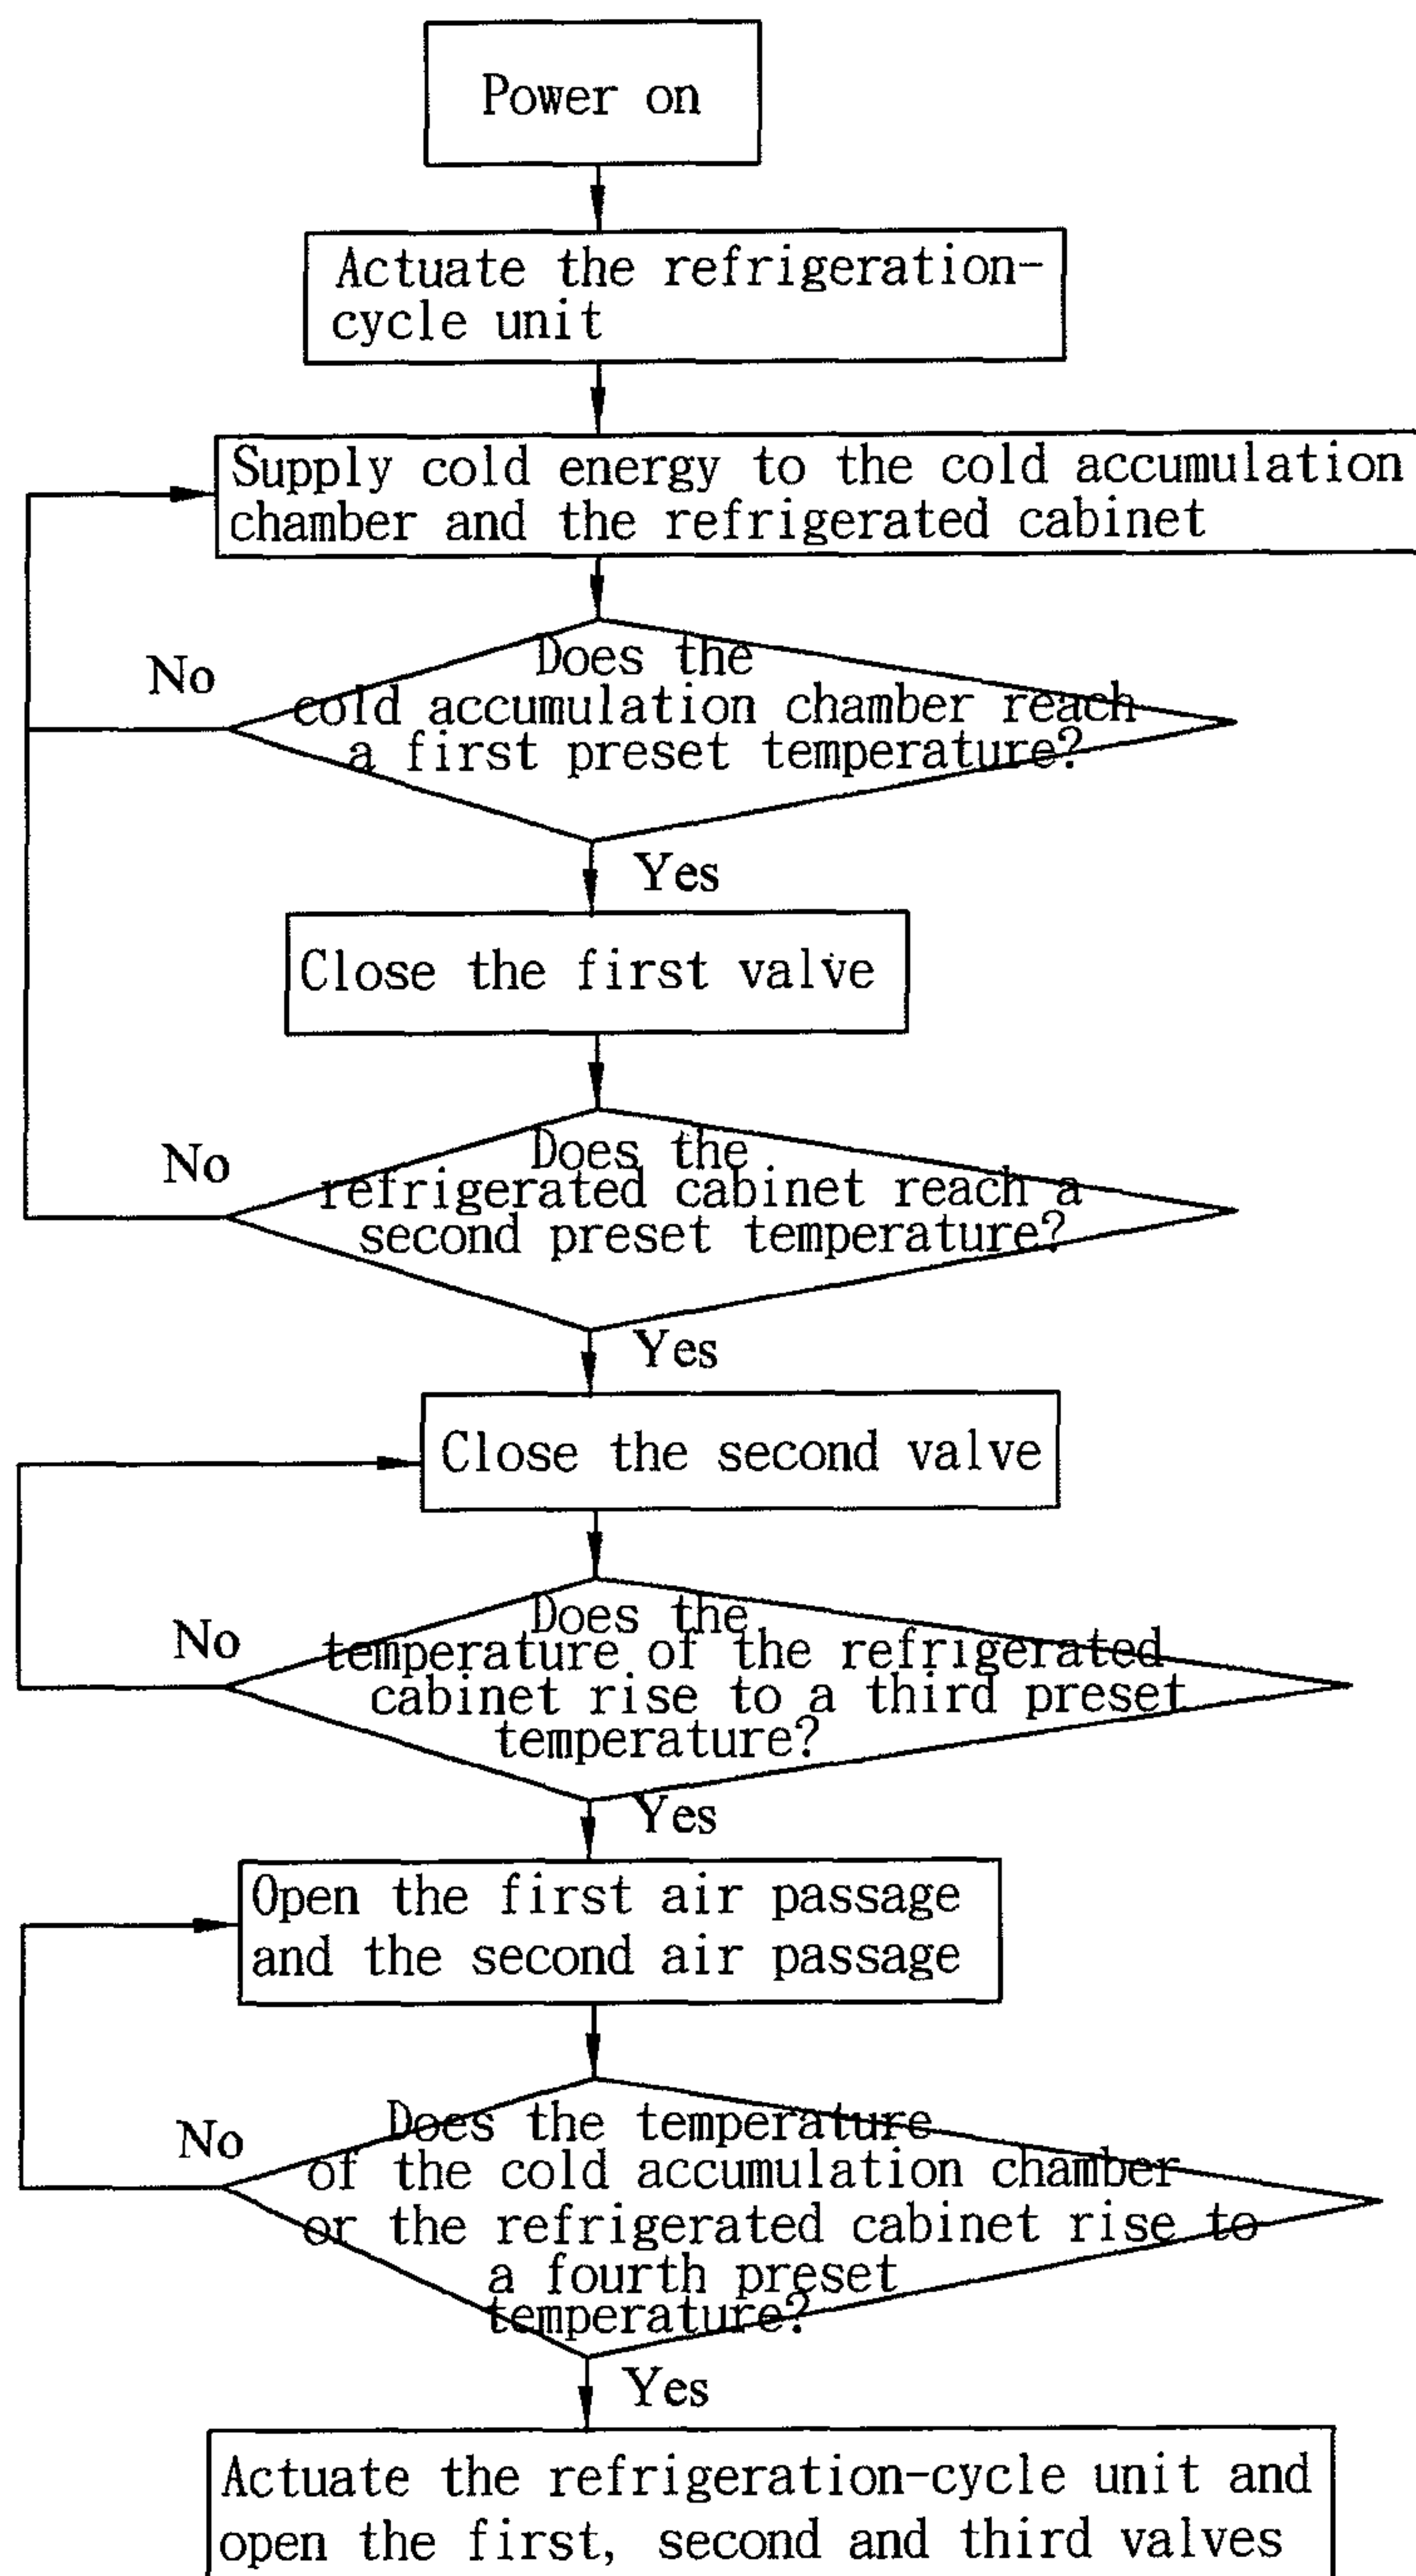 Power on
Actuate the refrigeration-
cycle unit
Supply cold energy to the cold accumulation
chamber and the refrigerated cabinet
Does the
cold accumulation chamber reach
a first preset temperature?
No
Yes
Close the first valve
Does the
refrigerated cabinet reach a
second preset temperature?
No
Yes
Close the second valve
Does the
temperature of the refrigerated
cabinet rise to a third preset
temperature?
No
Yes
Open the first air passage
and the second air passage
Does the temperature
of the cold accumulation chamber
or the refrigerated cabinet rise to
a fourth preset
temperature?
No
Yes
Actuate the refrigeration-cycle unit and
open the first, second and third valves